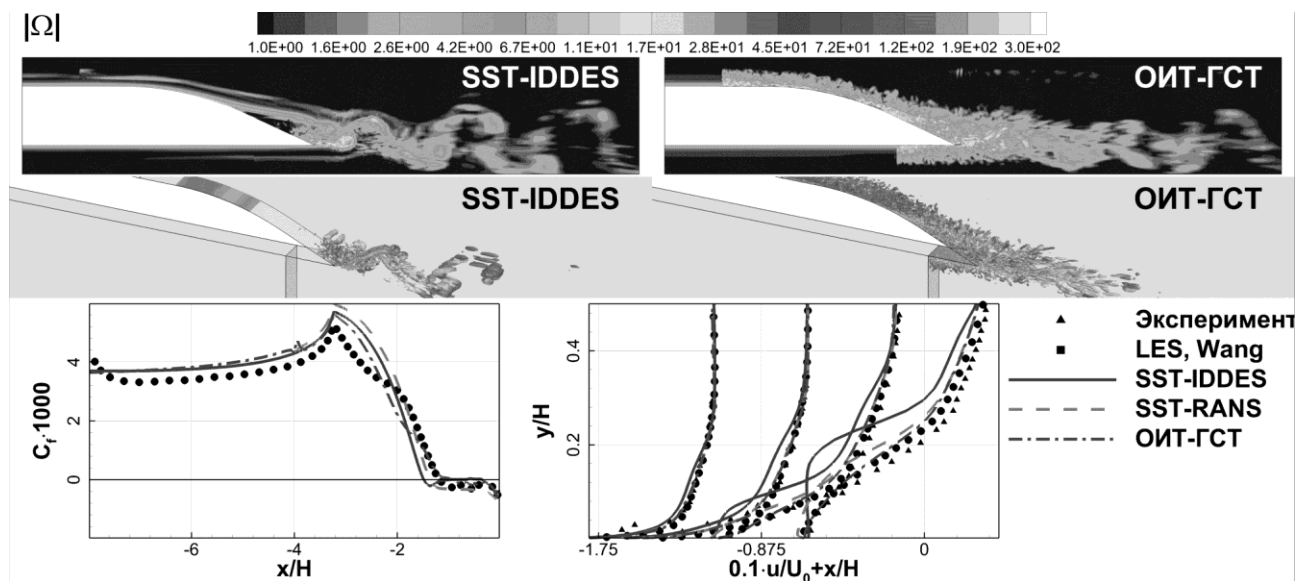 |Ω|
1.0E+00 1.6E+00 2.6E+00 4.2E+00 6.7E+00 1.1E+01 1.7E+01 2.8E+01 4.5E+01 7.2E+01 1.2E+02 1.9E+02 3.0E+02
SST-IDDES
ОИТ-ГСТ
SST-IDDES
ОИТ-ГСТ
C_f·1000
4
2
0
-6 -4 -2
x/H
y/H
0.4
0.2
-1.75 -0.875 0
0.1·u/U_0+x/H
Эксперимент
LES, Wang
SST-IDDES
SST-RANS
ОИТ-ГСТ